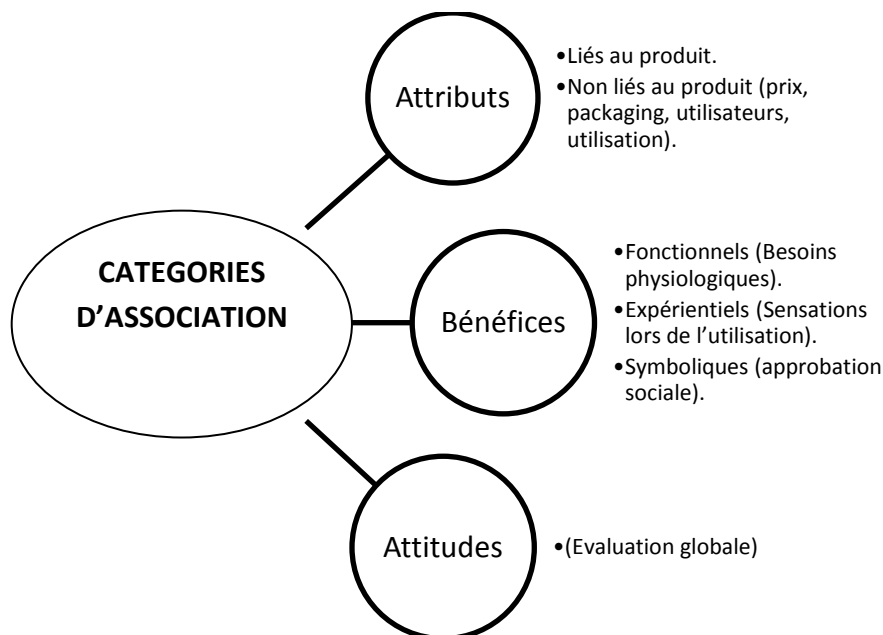 Attributs
•Liés au produit.
•Non liés au produit (prix,
packaging, utilisateurs,
utilisation).
CATEGORIES
D’ASSOCIATION
Bénéfices
•Fonctionnels (Besoins
physiologiques).
•Expérientiels (Sensations
lors de l’utilisation).
•Symboliques (approbation
sociale).
Attitudes
•(Evaluation globale)